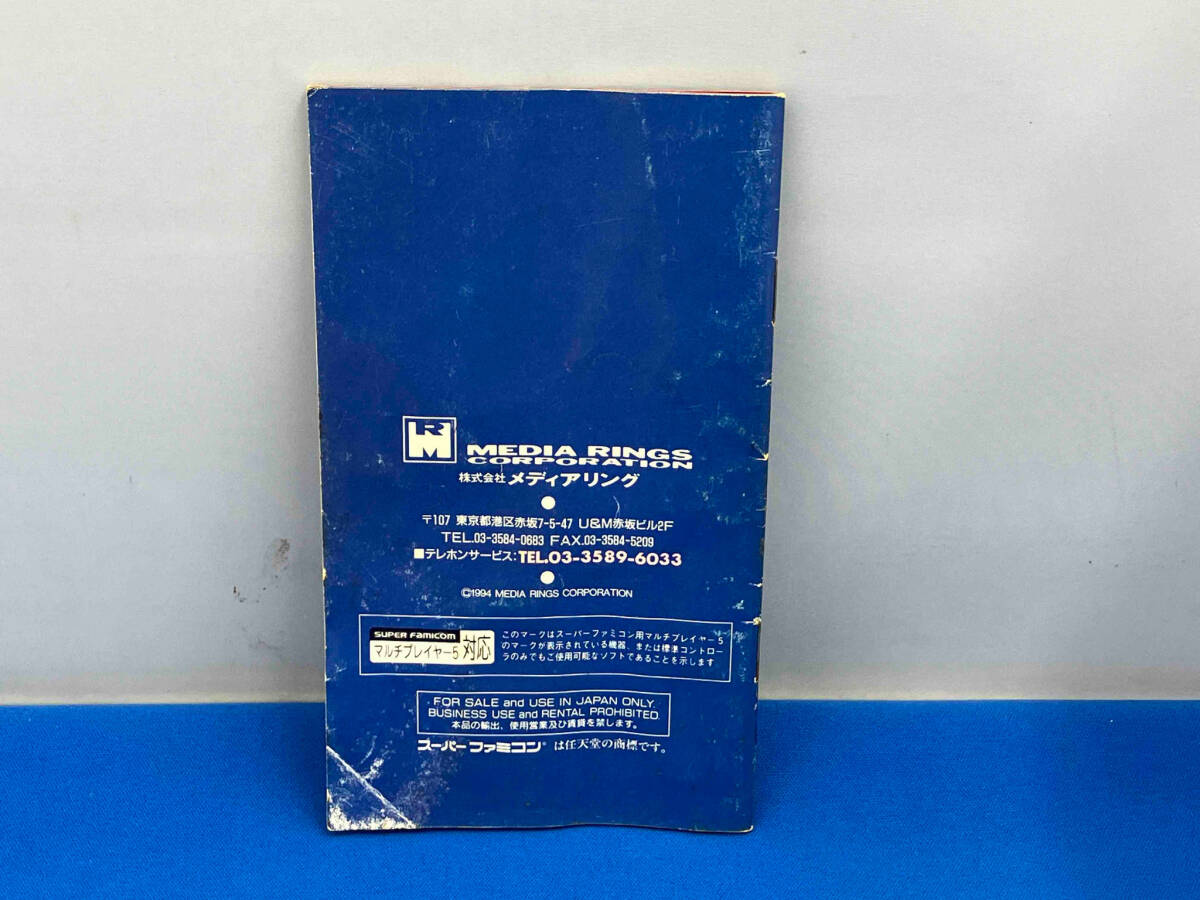 RM
MEDIA RINGS
CORPORATION
株式会社 メディアリング
〒107 東京都港区赤坂7-5-47 U&M赤坂ビル2F
TEL.03-3584-0683 FAX.03-3584-5209
■テレホンサービス:TEL.03-3589-6033
©1994 MEDIA RINGS CORPORATION
SUPER Famicom
マルチプレイヤー5 対応
このマークはスーパーファミコン用マルチプレイヤー5
のマークが表示されている機器、または標準コントロー
ラのみでもご使用可能なソフトであることを示します
FOR SALE and USE IN JAPAN ONLY.
BUSINESS USE and RENTAL PROHIBITED.
本品の輸出、使用営業及び賃貸を禁じます。
スーパーファミコン® は任天堂の商標です。